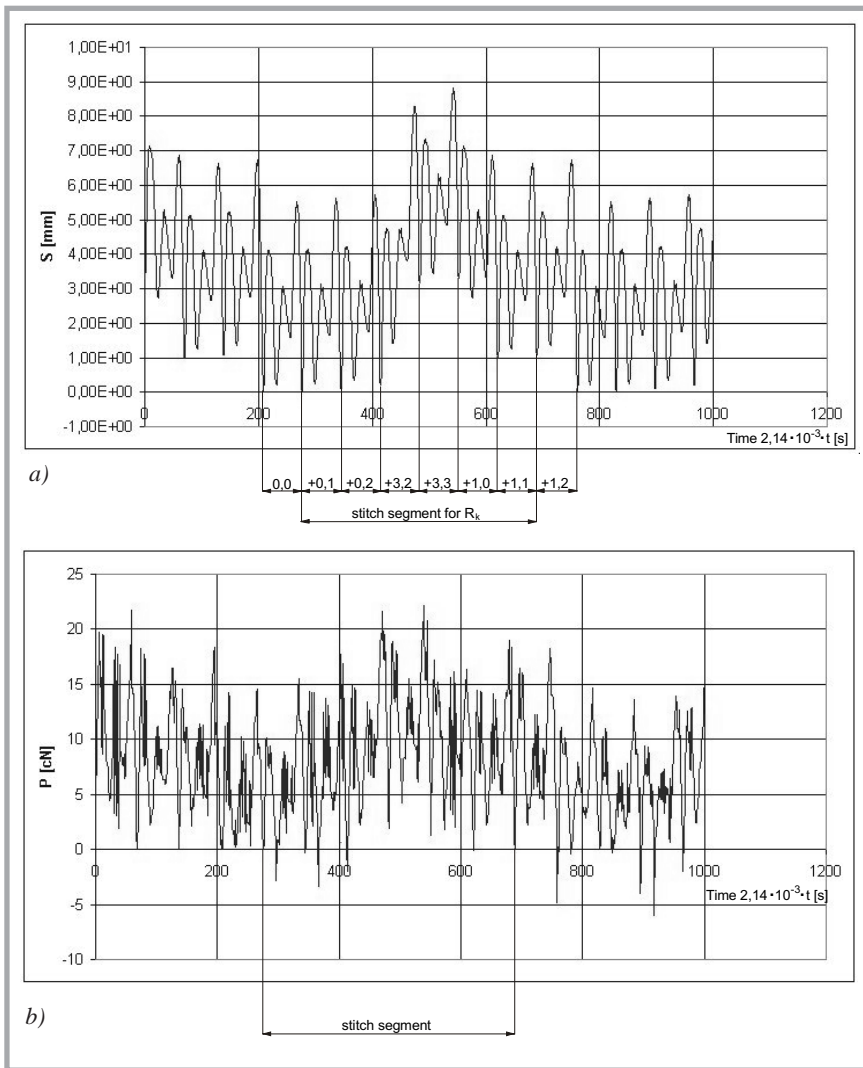 1,00E+01
9,00E+00
8,00E+00
7,00E+00
6,00E+00
5,00E+00
4,00E+00
3,00E+00
2,00E+00
1,00E+00
0,00E+00
-1,00E+00
S [mm]
0 200 400 600 800 1000 1200
Time 2,14•10⁻³•t [s]
a)
0,0 +0,1 +0,2 +3,2 +3,3 +1,0 +1,1 +1,2
stitch segment for Rₖ
25
20
15
10
5
0
-5
-10
P [cN]
0 200 400 600 800 1000 1200
Time 2,14•10⁻³•t [s]
b)
stitch segment